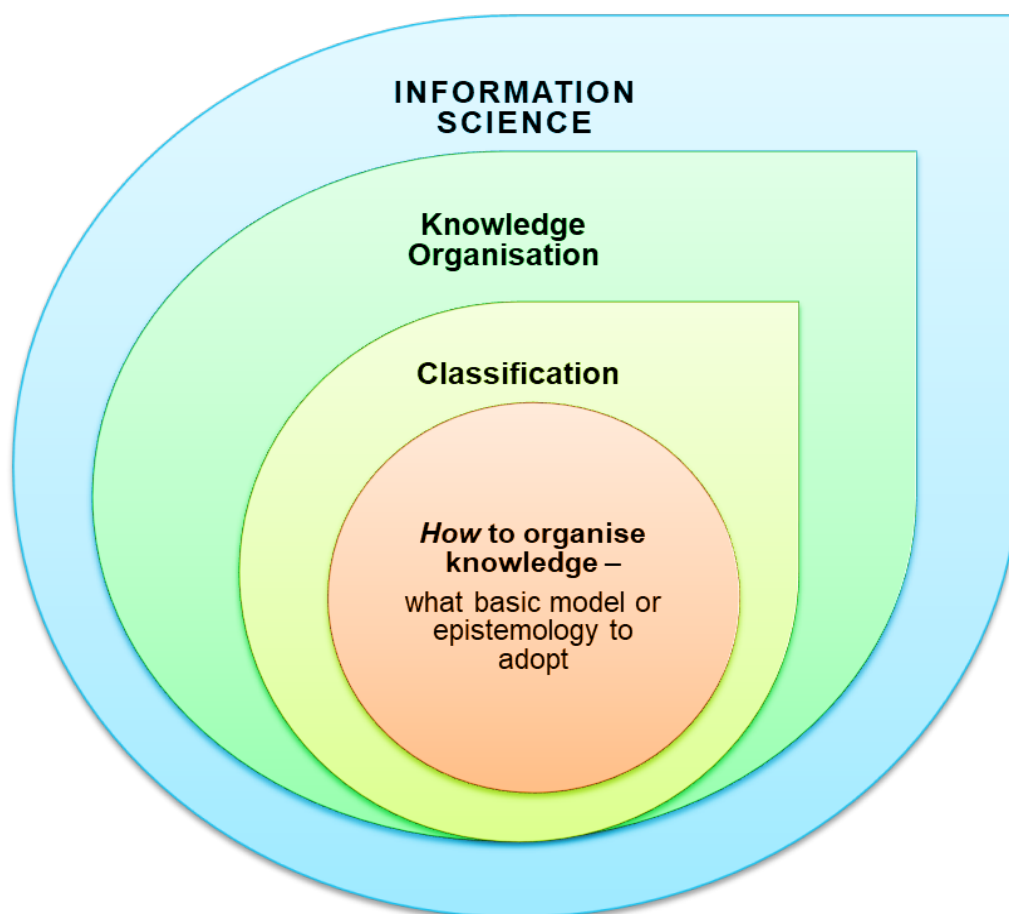 INFORMATION
SCIENCE
Knowledge
Organisation
Classification
How to organise
knowledge –
what basic model or
epistemology to
adopt